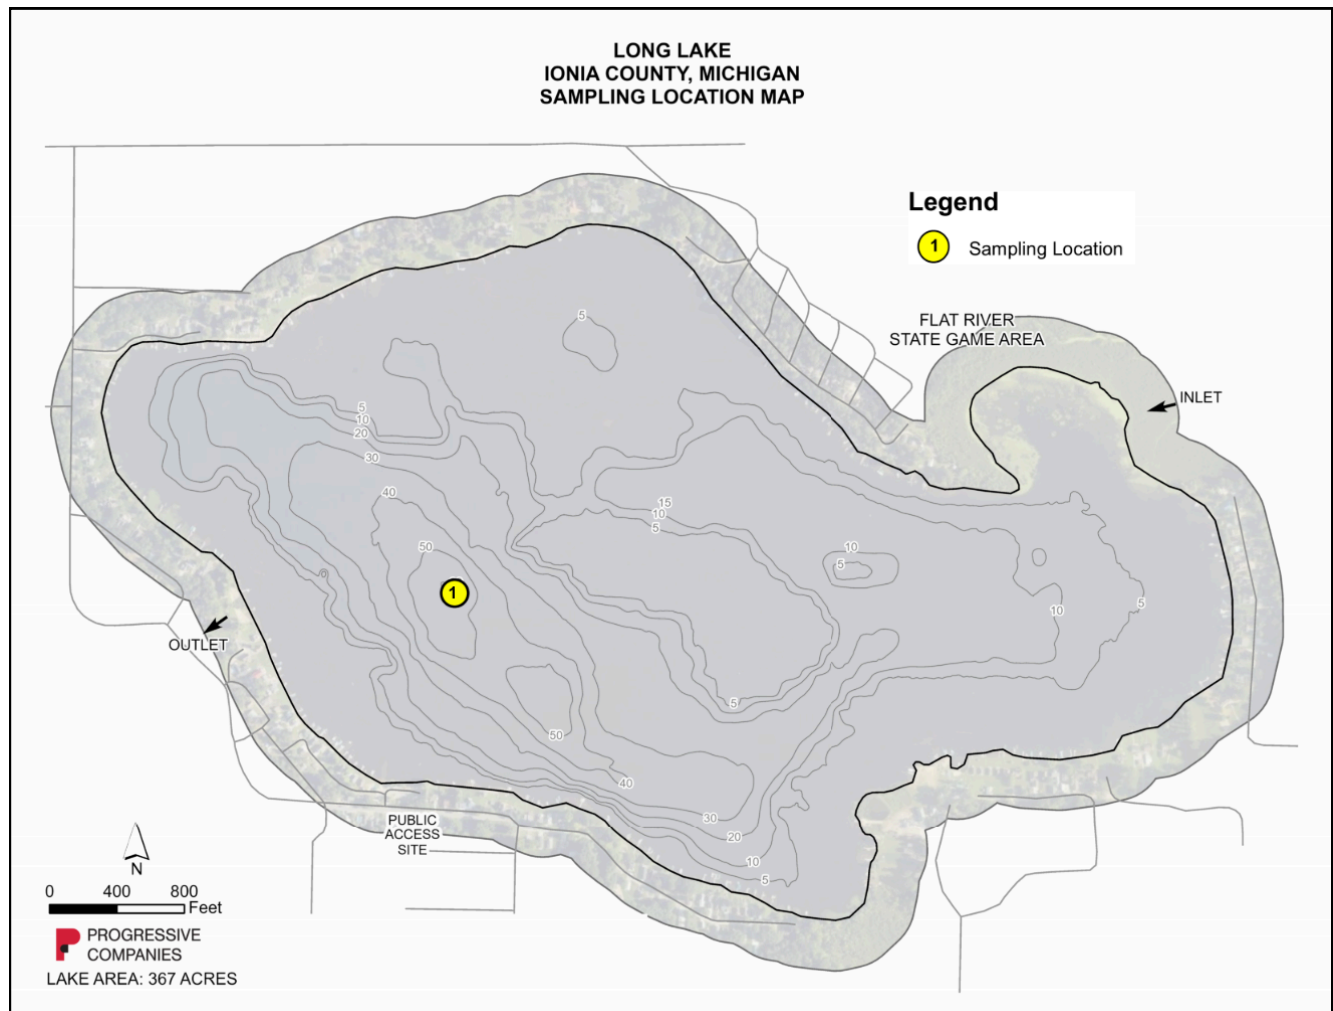 LONG LAKE
IONIA COUNTY, MICHIGAN
SAMPLING LOCATION MAP
Legend
1 Sampling Location
FLAT RIVER
STATE GAME AREA
INLET
5
5
10
20
30
40
15
10
5
50
10
5
1
10
5
OUTLET
5
50
40
30
20
10
5
PUBLIC
ACCESS
SITE
N
0 400 800
Feet
PROGRESSIVE
COMPANIES
LAKE AREA: 367 ACRES